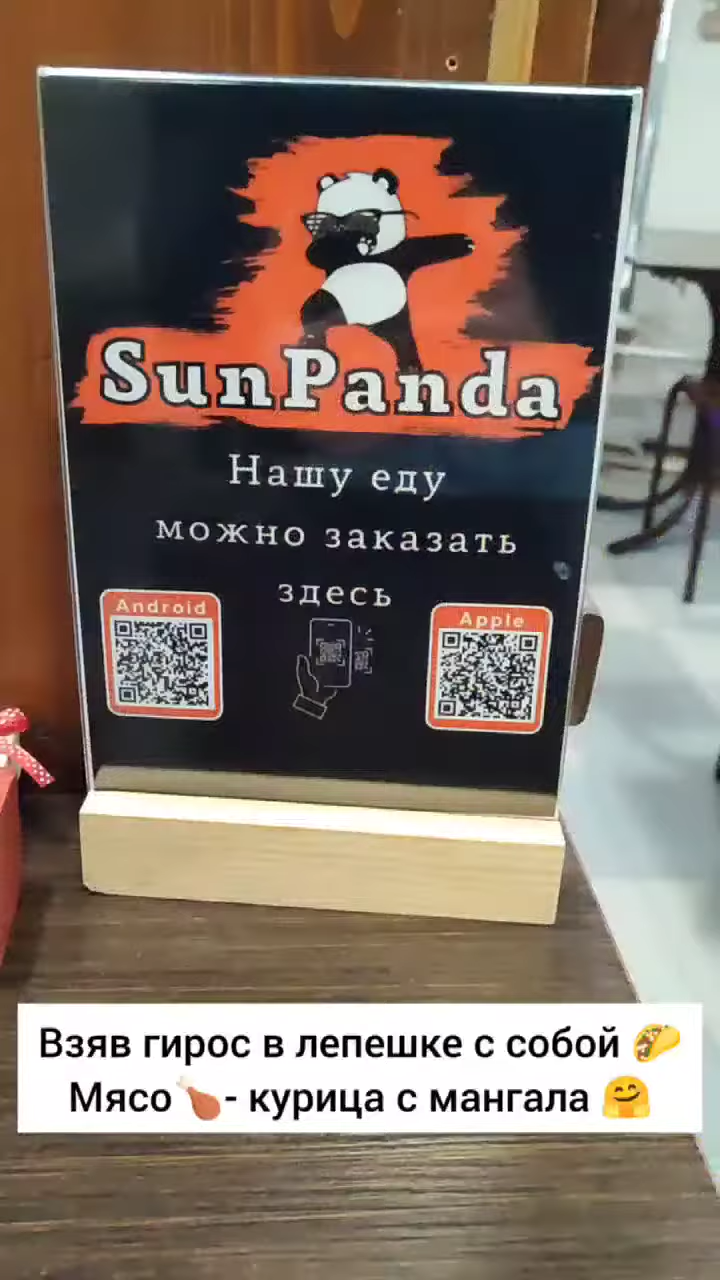 SunPanda
Нашу еду
можно заказать
здесь
Android
Apple
Взяв гирос в лепешке с собой 🌮
Мясо🍗- курица с мангала 🤗